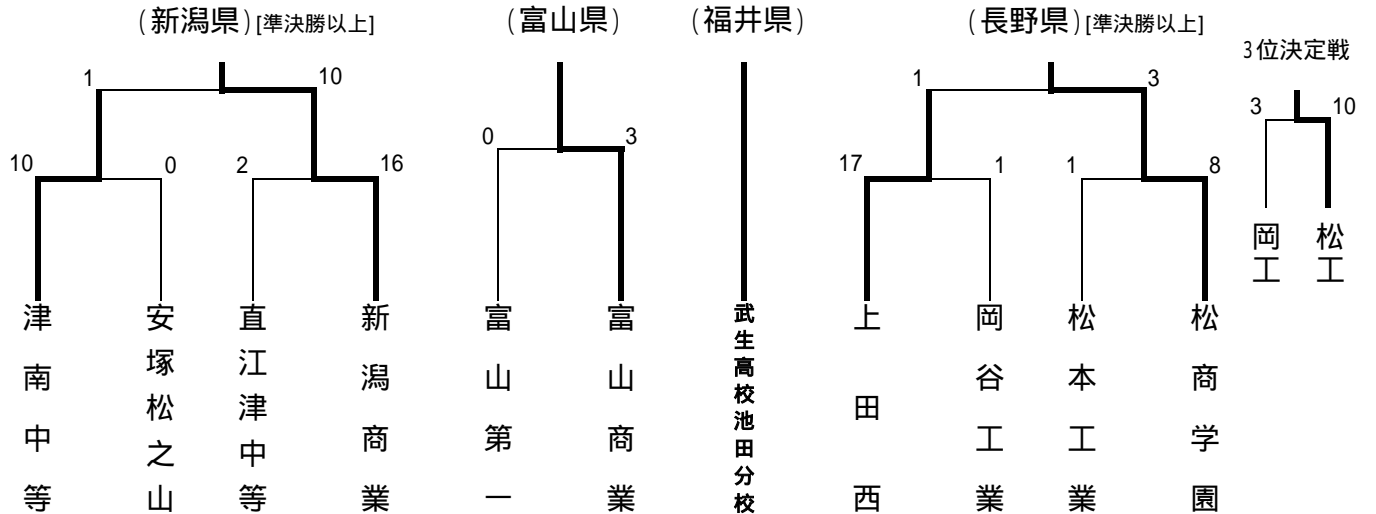 (新潟県)[準決勝以上]
1
10
10
0
2
16
津南中等
安塚松之山
直江津中等
新潟商業
(富山県)
0
3
富山第一
富山商業
(福井県)
武生高校池田分校
(長野県)[準決勝以上]
1
3
17
1
1
8
上田西
岡谷工業
松本工業
松商学園
3位決定戦
3
10
岡工
松工